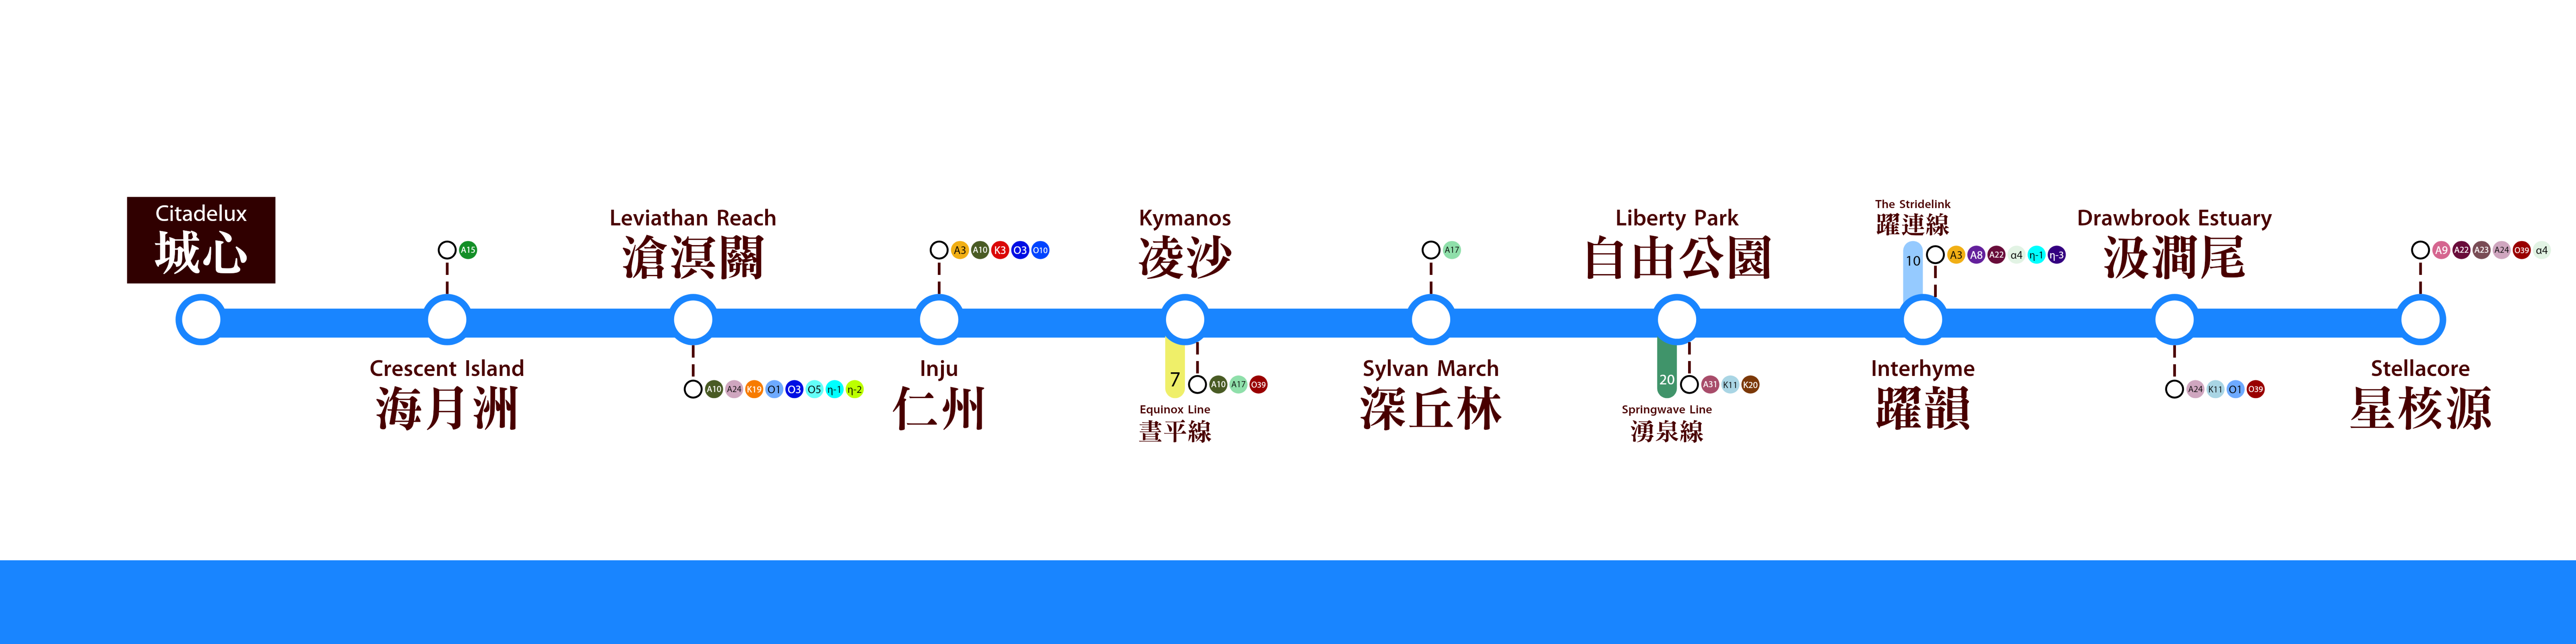 Citadelux
城心
A15
Crescent Island
海月洲
Leviathan Reach
滄溟關
A10 A24 K19 O1 O3 O5 η-1 η-2
A3 A10 K3 O3 O10
Inju
仁州
Kymanos
凌沙
7
A10 A17 O39
Equinox Line
晝平線
A17
Sylvan March
深丘林
Liberty Park
自由公園
20
A31 K11 K20
Springwave Line
湧泉線
The Stridelink
躍連線
10
A3 A8 A22 α4 η-1 η-3
Interhyme
躍韻
Drawbrook Estuary
汲澗尾
A24 K11 O1 O39
A9 A22 A23 A24 O39 α4
Stellacore
星核源